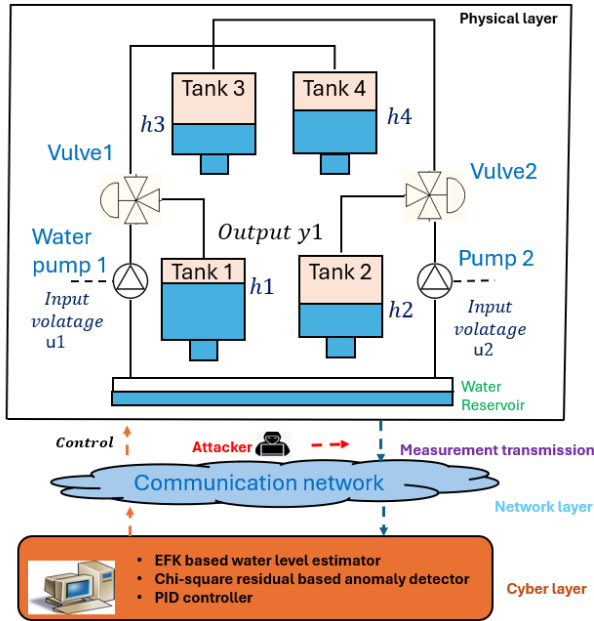 Physical layer
Tank 3
Tank 4
h3
h4
Vulve1
Vulve2
Output y1
Water
pump 1
Pump 2
Tank 1
Tank 2
h1
h2
Input
volatage
u1
Input
volatage
u2
Water
Reservoir
Control
Attacker
Measurement transmission
Communication network
Network layer
• EFK based water level estimator
• Chi-square residual based anomaly detector
• PID controller
Cyber layer